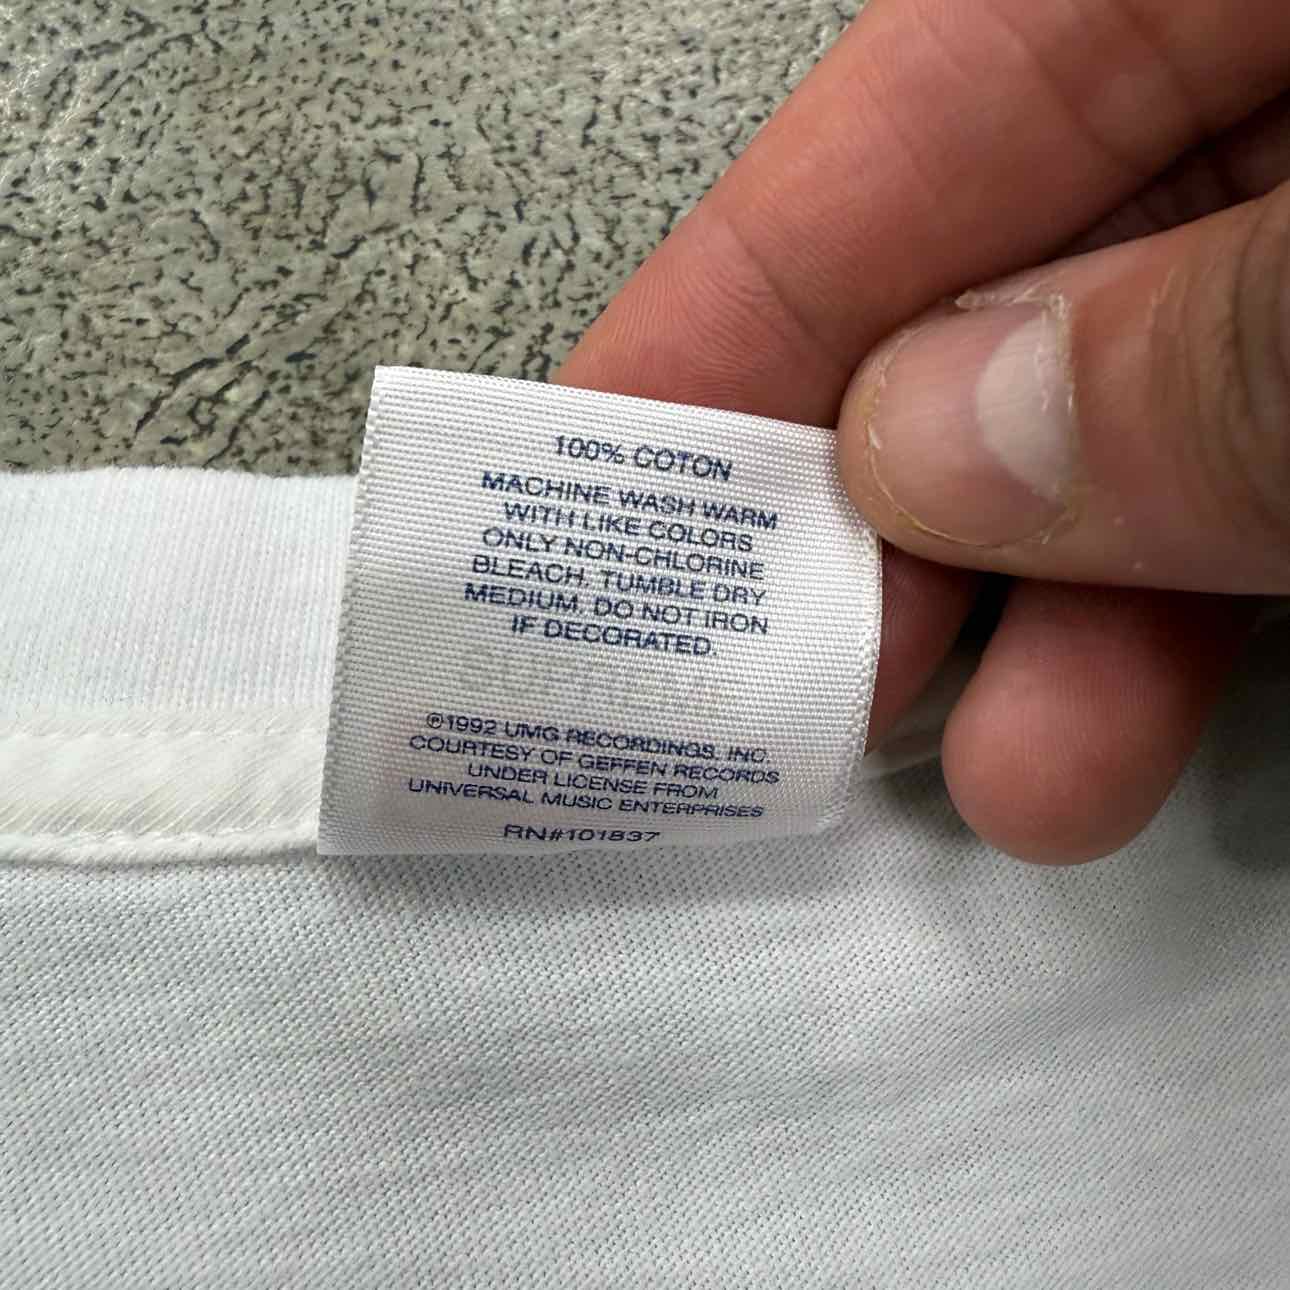 100% COTON
MACHINE WASH WARM
WITH LIKE COLORS
ONLY NON-CHLORINE
BLEACH. TUMBLE DRY
MEDIUM. DO NOT IRON
IF DECORATED.
℗1992 UMG RECORDINGS, INC.
COURTESY OF GEFFEN RECORDS
UNDER LICENSE FROM
UNIVERSAL MUSIC ENTERPRISES
RN#101837